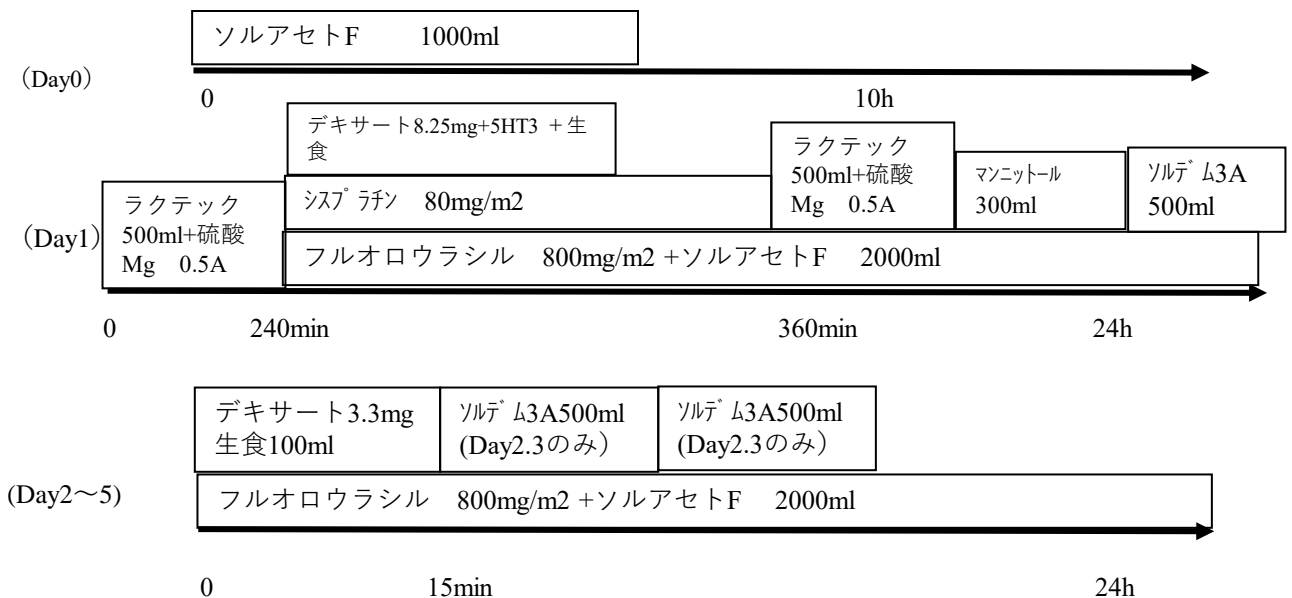 ソルアセトF　1000ml
（Day0）
0　10h
デキサート8.25mg+5HT3 + 生
食
ｼｽﾌﾟﾗﾁﾝ　80mg/m2
ラクテック
500ml+硫酸
Mg　0.5A
ﾏﾝﾆｯﾄｰﾙ
300ml
ｿﾙﾃﾞﾑ3A
500ml
（Day1）
ラクテック
500ml+硫酸
Mg　0.5A
フルオロウラシル　800mg/m2 +ソルアセトF　2000ml
0　240min　360min　24h
デキサート3.3mg
生食100ml
ｿﾙﾃﾞﾑ3A500ml
(Day2.3のみ）
ｿﾙﾃﾞﾑ3A500ml
(Day2.3のみ）
(Day2～5)
フルオロウラシル　800mg/m2 +ソルアセトF　2000ml
0　15min　24h